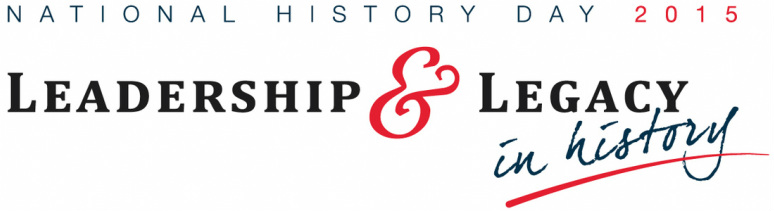 NATIONAL HISTORY DAY 2015
LEADERSHIP & LEGACY
in history